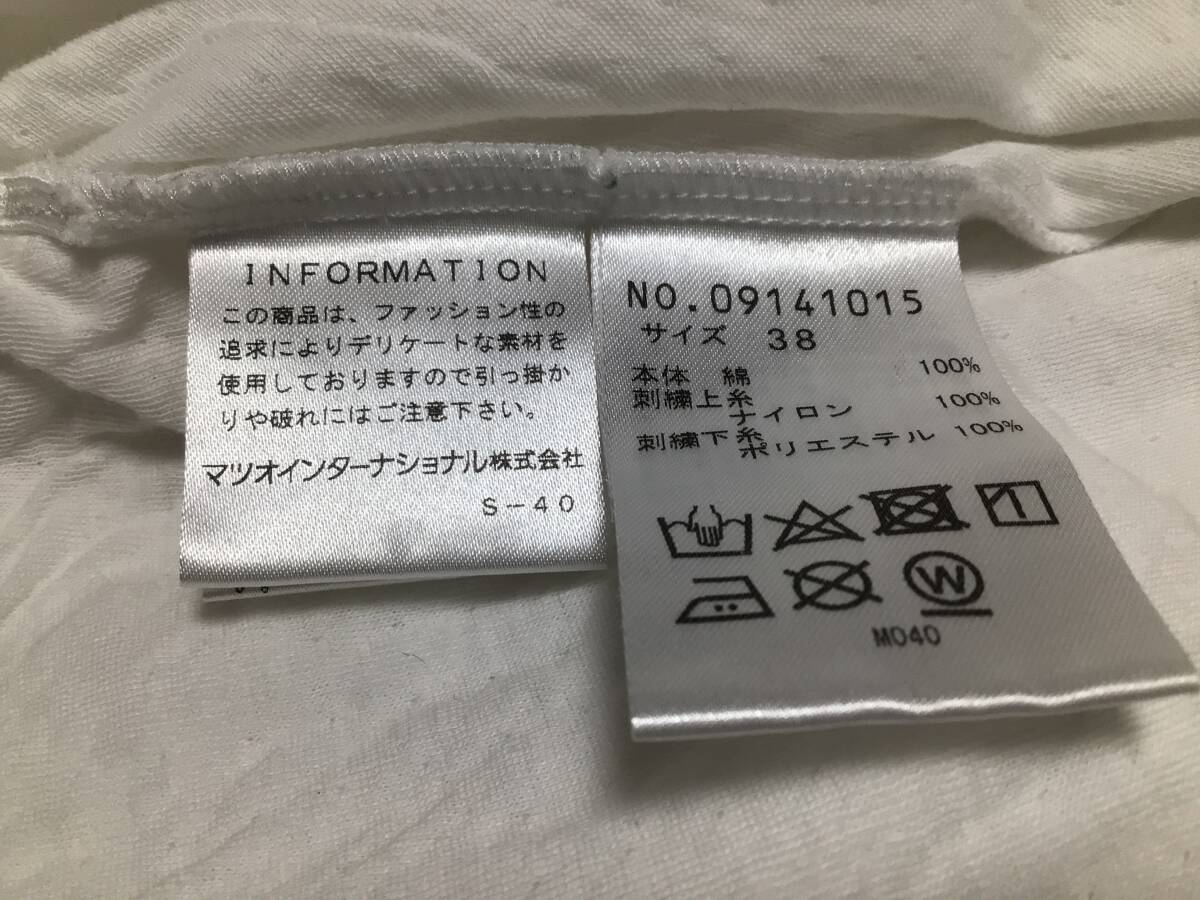 INFORMATION
この商品は、ファッション性の
追求によりデリケートな素材を
使用しておりますので引っ掛か
りや破れにはご注意下さい。
マツオインターナショナル株式会社
S-40
NO.09141015
サイズ 38
本体 綿 100%
刺繍上糸
ナイロン 100%
刺繍下糸
ポリエステル 100%
W
M040